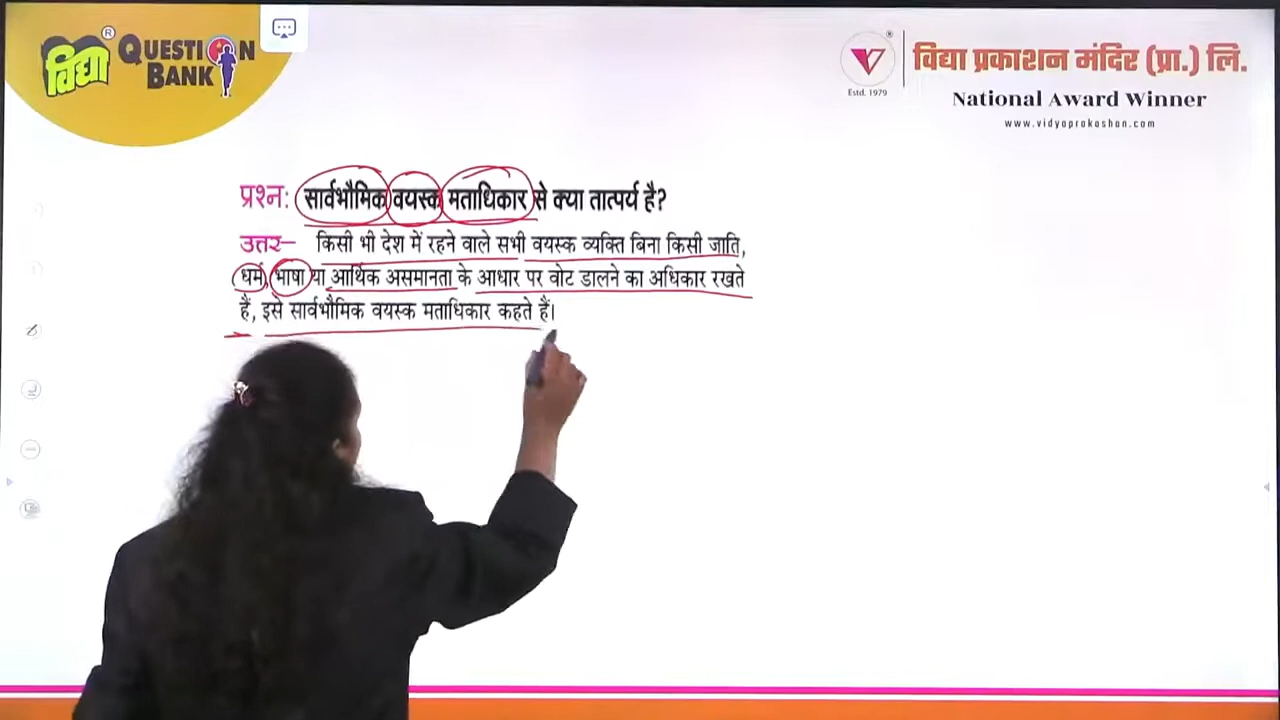 विद्या
®
QUESTION
BANK
®
Estd. 1979
विद्या प्रकाशन मंदिर (प्रा.) लि.
National Award Winner
www.vidyaprakashan.com
प्रश्न: सार्वभौमिक वयस्क मताधिकार से क्या तात्पर्य है?
उत्तर– किसी भी देश में रहने वाले सभी वयस्क व्यक्ति बिना किसी जाति,
धर्म, भाषा या आर्थिक असमानता के आधार पर वोट डालने का अधिकार रखते
हैं, इसे सार्वभौमिक वयस्क मताधिकार कहते हैं।